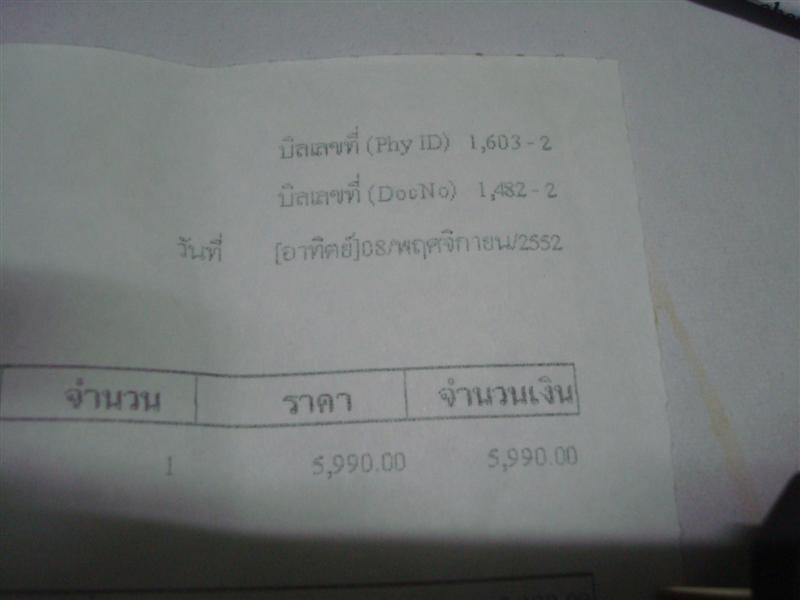 บิลเลขที่ (Phy ID) 1,603 - 2
บิลเลขที่ (DocNo) 1,482 - 2
วันที่ [อาทิตย์]08/พฤศจิกายน/2552
จำนวน ราคา จำนวนเงิน
1 5,990.00 5,990.00